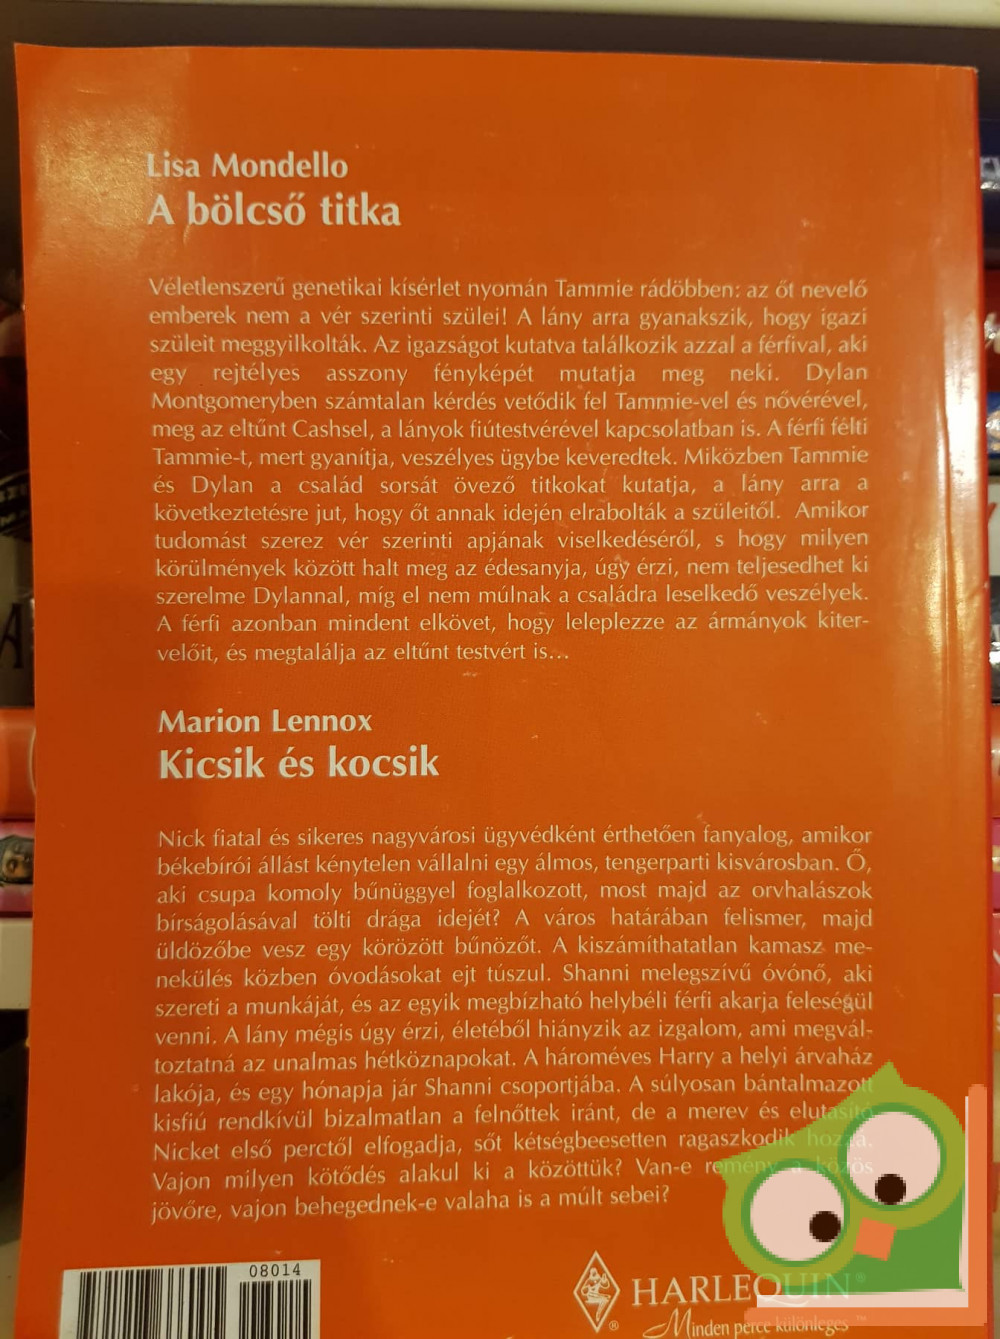 Lisa Mondello
A bölcső titka
Véletlenszerű genetikai kísérlet nyomán Tammie rádöbben: az őt nevelő
emberek nem a vér szerinti szülei! A lány arra gyanakszik, hogy igazi
szüleit meggyilkolták. Az igazságot kutatva találkozik azzal a férfival, aki
egy rejtélyes asszony fényképét mutatja meg neki. Dylan
Montgomeryben számtalan kérdés vetődik fel Tammie-vel és nővérével,
meg az eltűnt Cashsel, a lányok fiútestvérével kapcsolatban is. A férfi félti
Tammie-t, mert gyanítja, veszélyes ügybe keveredtek. Miközben Tammie
és Dylan a család sorsát övező titkokat kutatja, a lány arra a
következtetésre jut, hogy őt annak idején elrabolták a szüleitől. Amikor
tudomást szerez vér szerinti apjának viselkedéséről, s hogy milyen
körülmények között halt meg az édesanyja, úgy érzi, nem teljesedhet ki
szerelme Dylannal, míg el nem múlnak a családra leselkedő veszélyek.
A férfi azonban mindent elkövet, hogy leleplezze az ármányok kiter-
velőit, és megtalálja az eltűnt testvért is...
Marion Lennox
Kicsik és kocsik
Nick fiatal és sikeres nagyvárosi ügyvédként érthetően fanyalog, amikor
békebírói állást kénytelen vállalni egy álmos, tengerparti kisvárosban. Ő,
aki csupa komoly bűnüggyel foglalkozott, most majd az orvhalászok
bírságolásával tölti drága idejét? A város határában felismer, majd
üldözőbe vesz egy körözött bűnözőt. A kiszámíthatatlan kamasz me-
nekülés közben óvodásokat ejt túszul. Shanni melegszívű óvónő, aki
szereti a munkáját, és az egyik megbízható helybéli férfi akarja feleségül
venni. A lány mégis úgy érzi, életéből hiányzik az izgalom, ami megvál-
toztatná az unalmas hétköznapokat. A hároméves Harry a helyi árvaház
lakója, és egy hónapja jár Shanni csoportjába. A súlyosan bántalmazott
kisfiú rendkívül bizalmatlan a felnőttek iránt, de a merev és elutasító
Nicket első perctől elfogadja, sőt kétségbeesetten ragaszkodik hozzá.
Vajon milyen kötődés alakul ki a közöttük? Van-e remény a közös
jövőre, vajon behegednek-e valaha is a múlt sebei?
08014
HARLEQUIN®
Minden perce különleges™